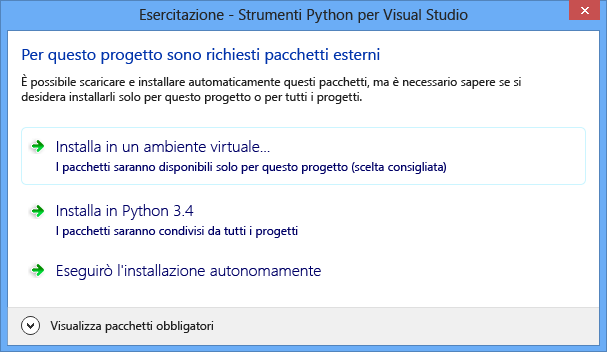 Esercitazione - Strumenti Python per Visual Studio
Per questo progetto sono richiesti pacchetti esterni
È possibile scaricare e installare automaticamente questi pacchetti, ma è necessario sapere se si
desidera installarli solo per questo progetto o per tutti i progetti.
Installa in un ambiente virtuale...
I pacchetti saranno disponibili solo per questo progetto (scelta consigliata)
Installa in Python 3.4
I pacchetti saranno condivisi da tutti i progetti
Eseguirò l'installazione autonomamente
Visualizza pacchetti obbligatori